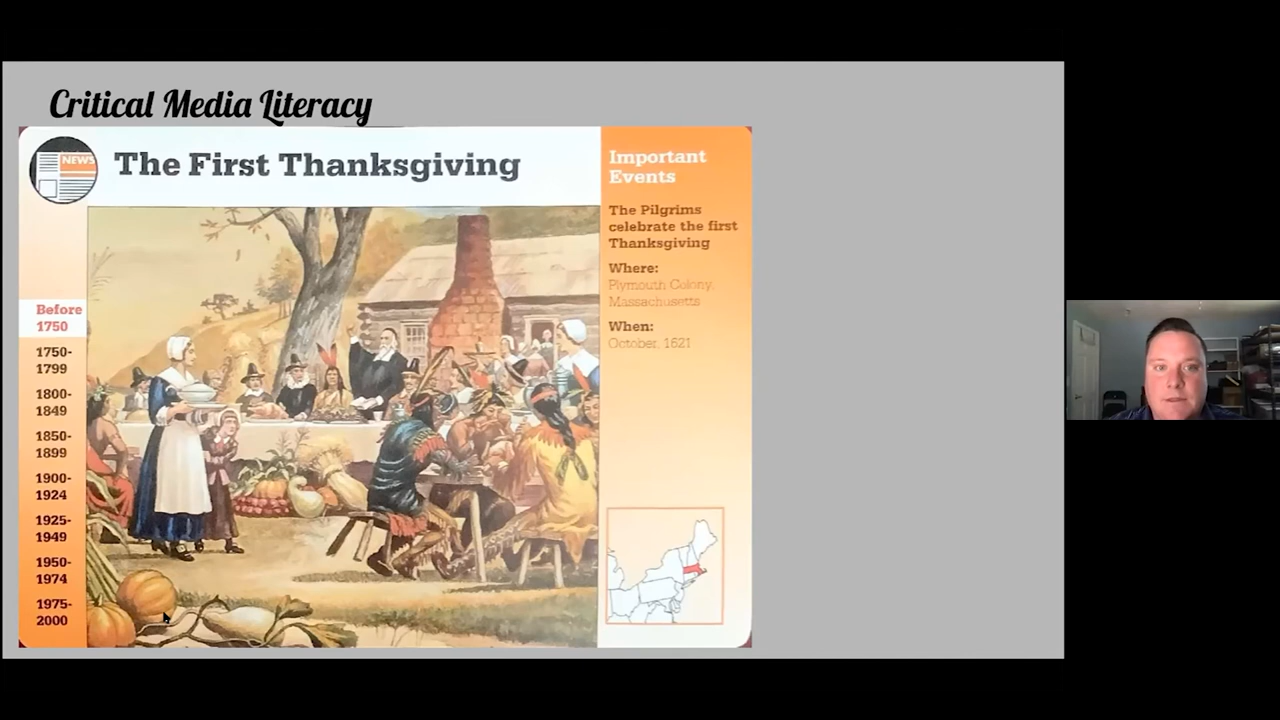 Critical Media Literacy
NEWS
The First Thanksgiving
Important
Events
The Pilgrims
celebrate the first
Thanksgiving
Where:
Plymouth Colony,
Massachusetts
When:
October, 1621
Before
1750
1750-
1799
1800-
1849
1850-
1899
1900-
1924
1925-
1949
1950-
1974
1975-
2000